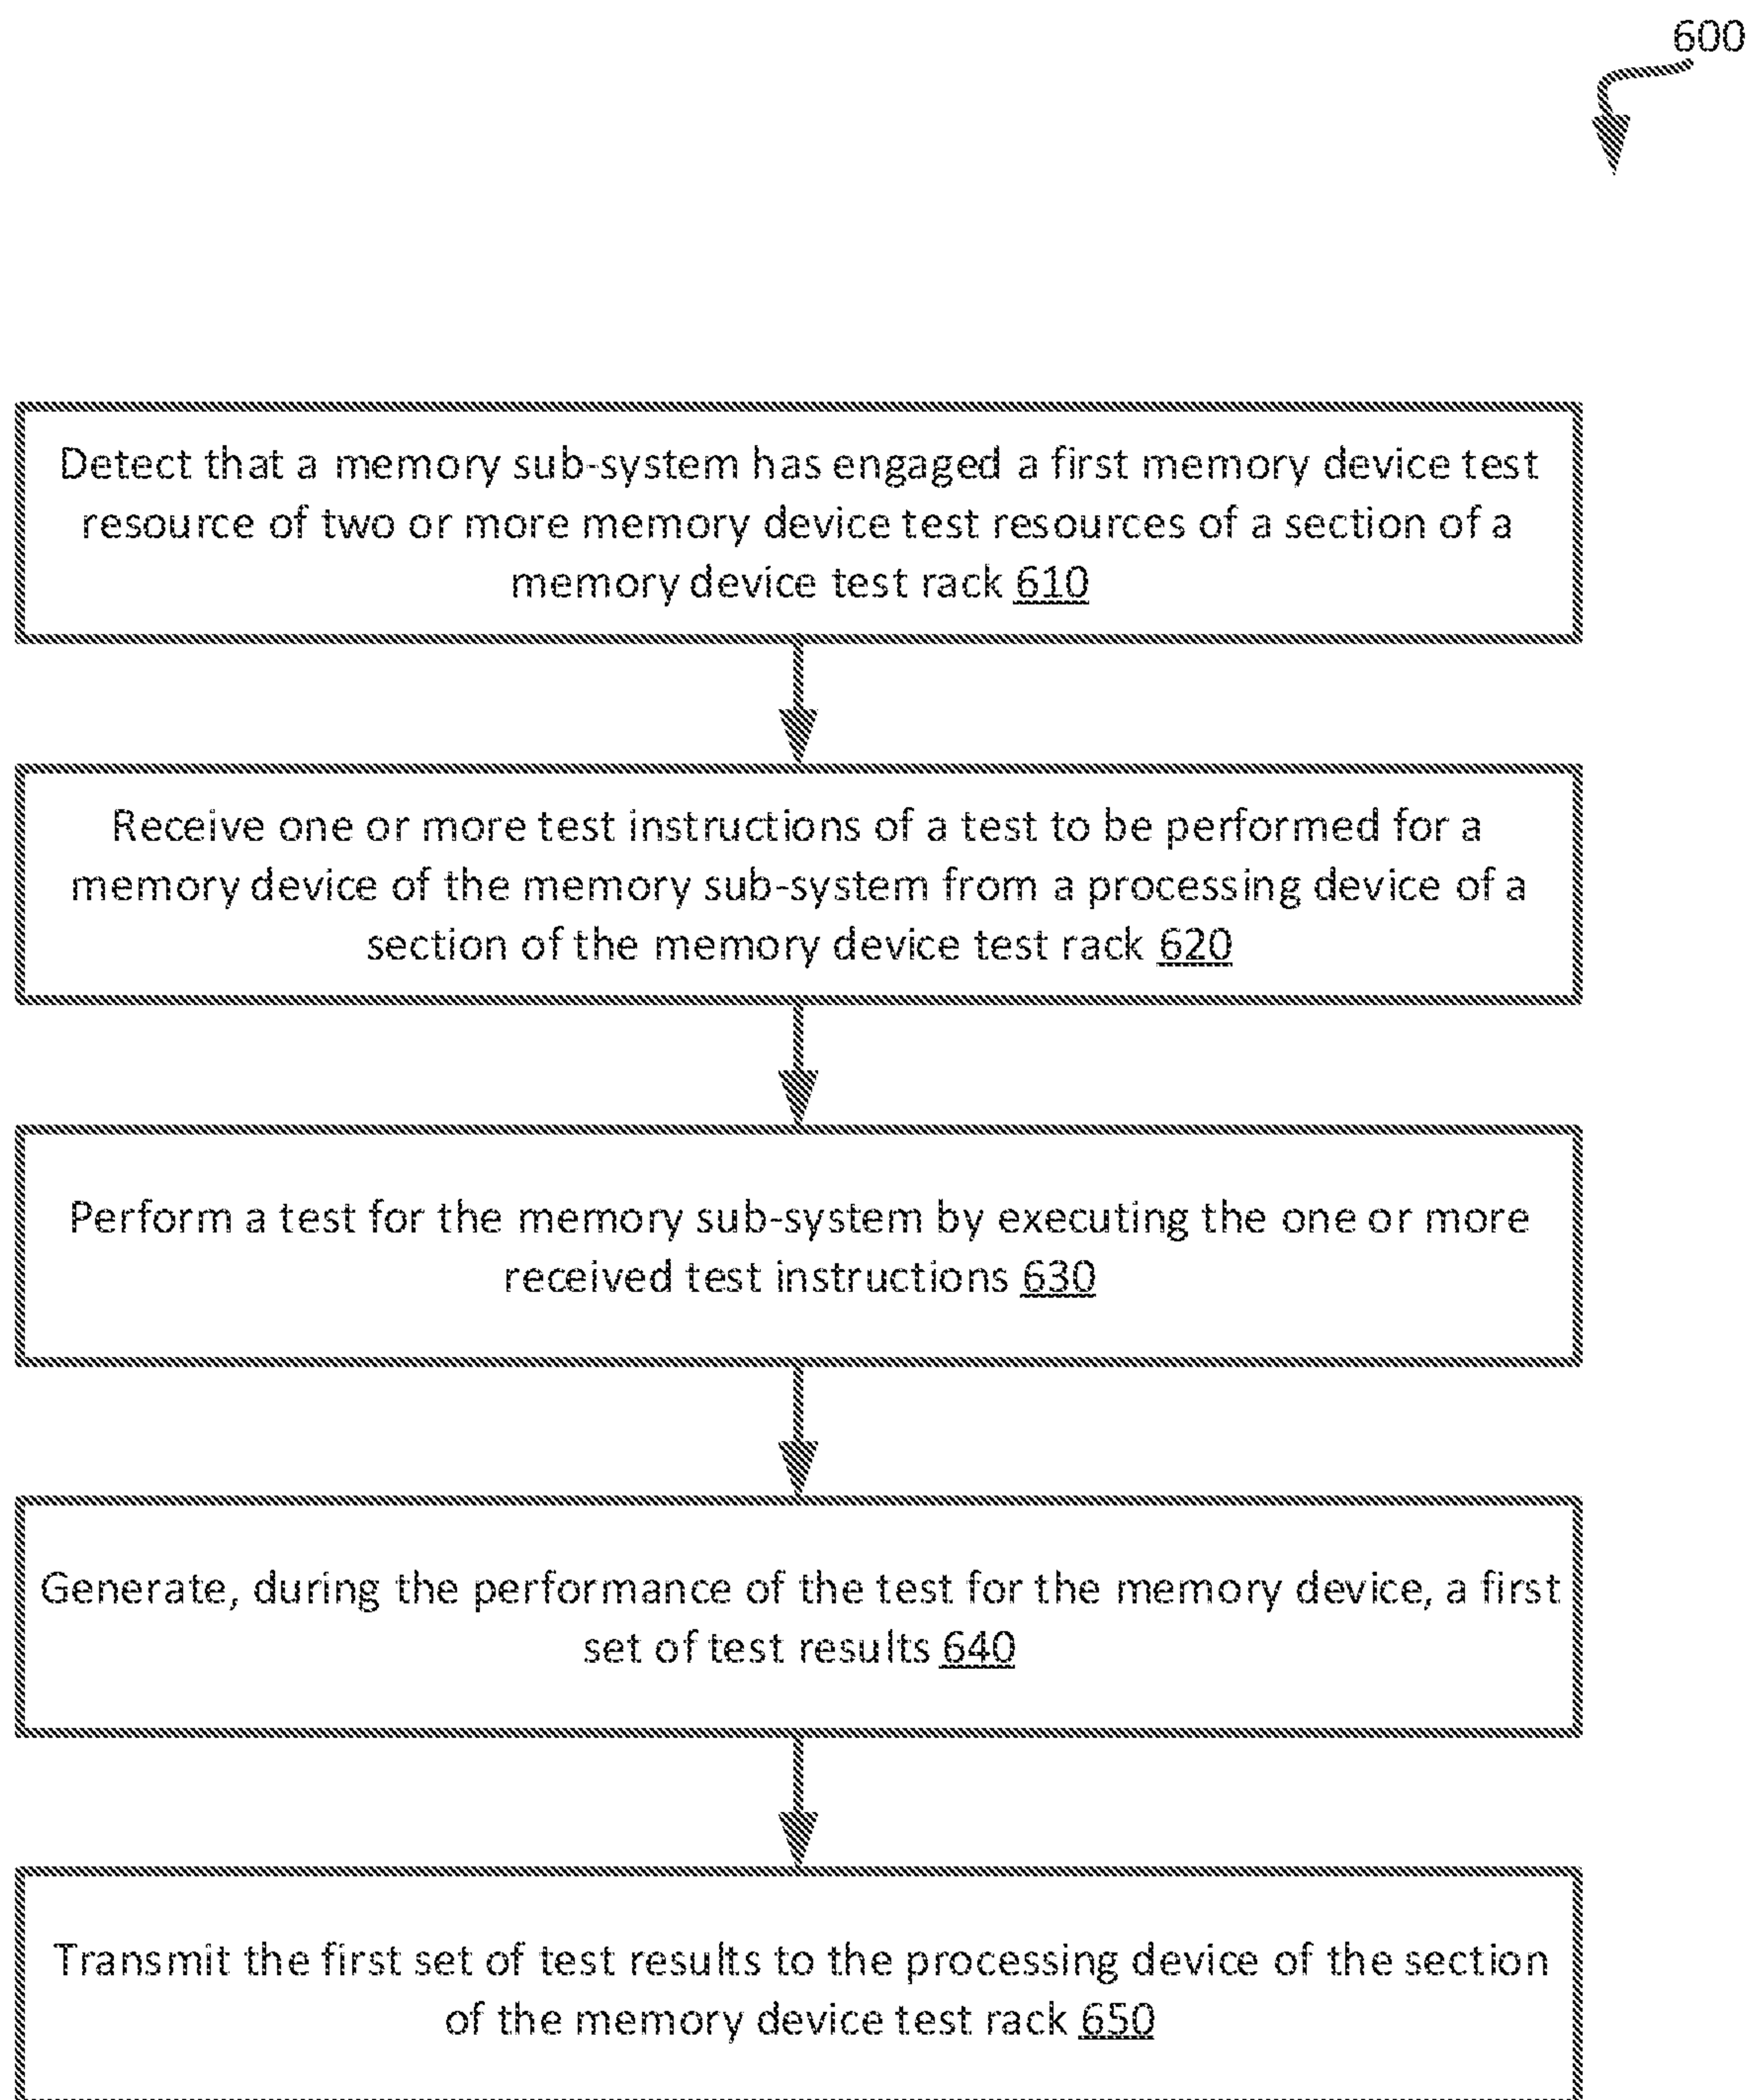 600
Detect that a memory sub-system has engaged a first memory device test
resource of two or more memory device test resources of a section of a
memory device test rack 610
Receive one or more test instructions of a test to be performed for a
memory device of the memory sub-system from a processing device of a
section of the memory device test rack 620
Perform a test for the memory sub-system by executing the one or more
received test instructions 630
Generate, during the performance of the test for the memory device, a first
set of test results 640
Transmit the first set of test results to the processing device of the section
of the memory device test rack 650